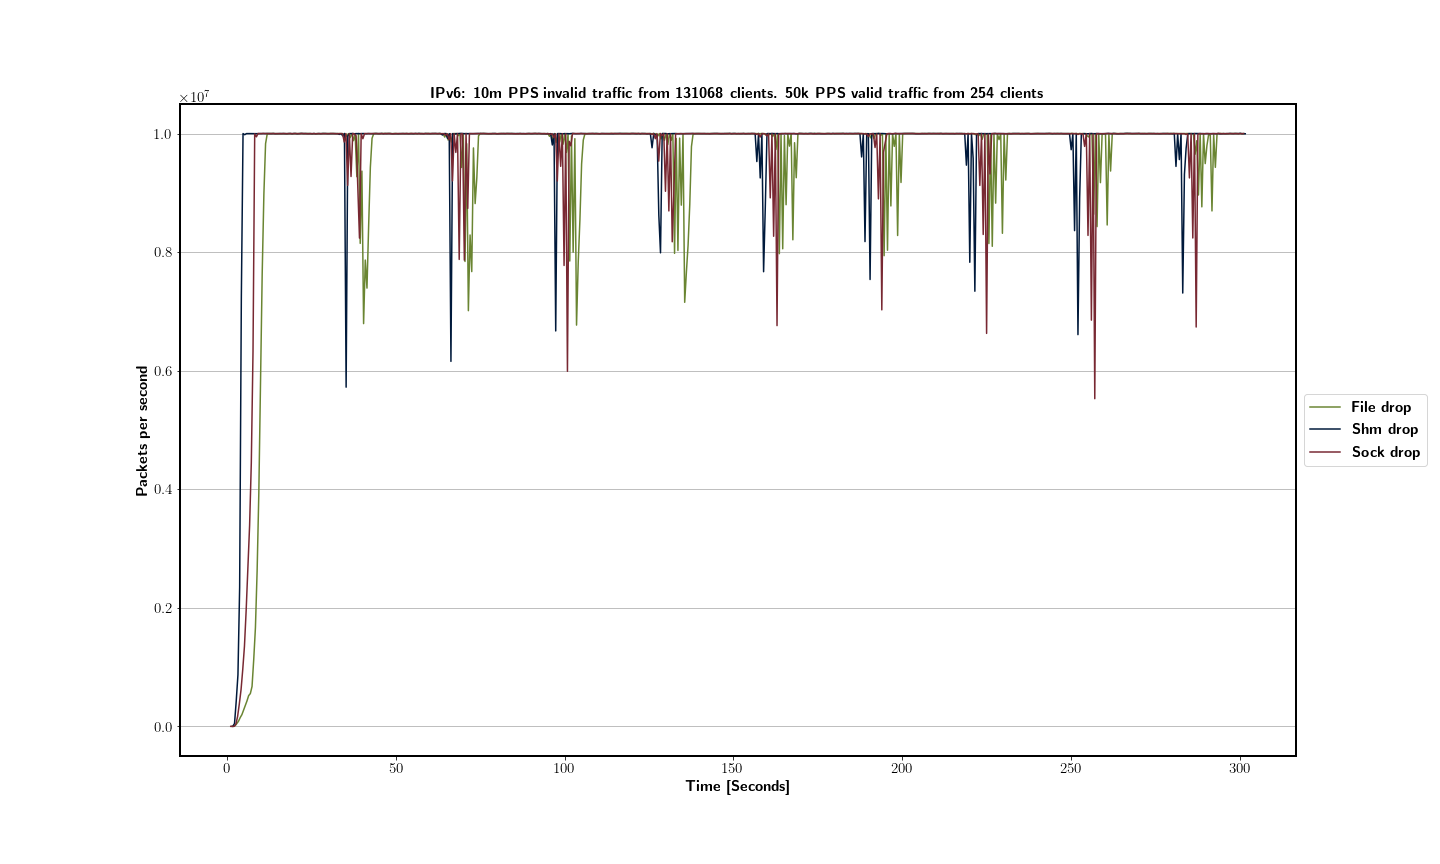 IPv6: 10m PPS invalid traffic from 131068 clients. 50k PPS valid traffic from 254 clients
×10⁷
1.0
0.8
0.6
0.4
0.2
0.0
Packets per second
0 50 100 150 200 250 300
Time [Seconds]
File drop
Shm drop
Sock drop